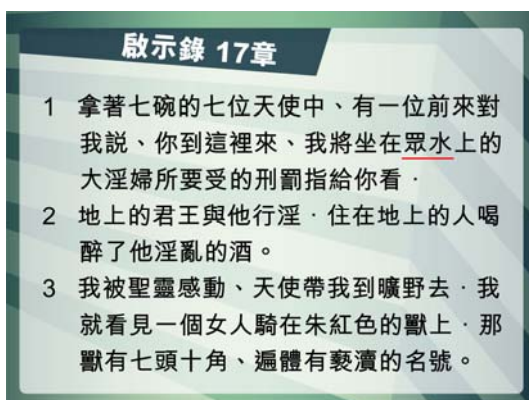 啟示錄 17章
1 拿著七碗的七位天使中、有一位前來對
我説、你到這裡來、我將坐在眾水上的
大淫婦所要受的刑罰指給你看．
2 地上的君王與他行淫．住在地上的人喝
醉了他淫亂的酒。
3 我被聖靈感動、天使帶我到曠野去．我
就看見一個女人騎在朱紅色的獸上．那
獸有七頭十角、遍體有褻瀆的名號。